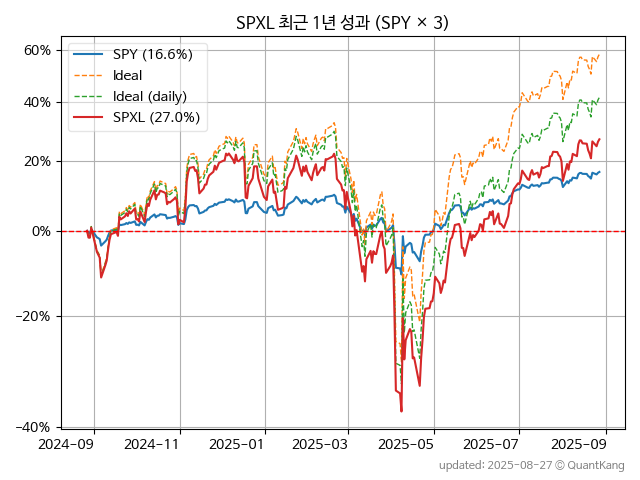 SPXL 최근 1년 성과 (SPY × 3)
60%
40%
20%
0%
−20%
−40%
SPY (16.6%)
Ideal
Ideal (daily)
SPXL (27.0%)
2024−09
2024−11
2025−01
2025−03
2025−05
2025−07
2025−09
updated: 2025-08-27 © QuantKang